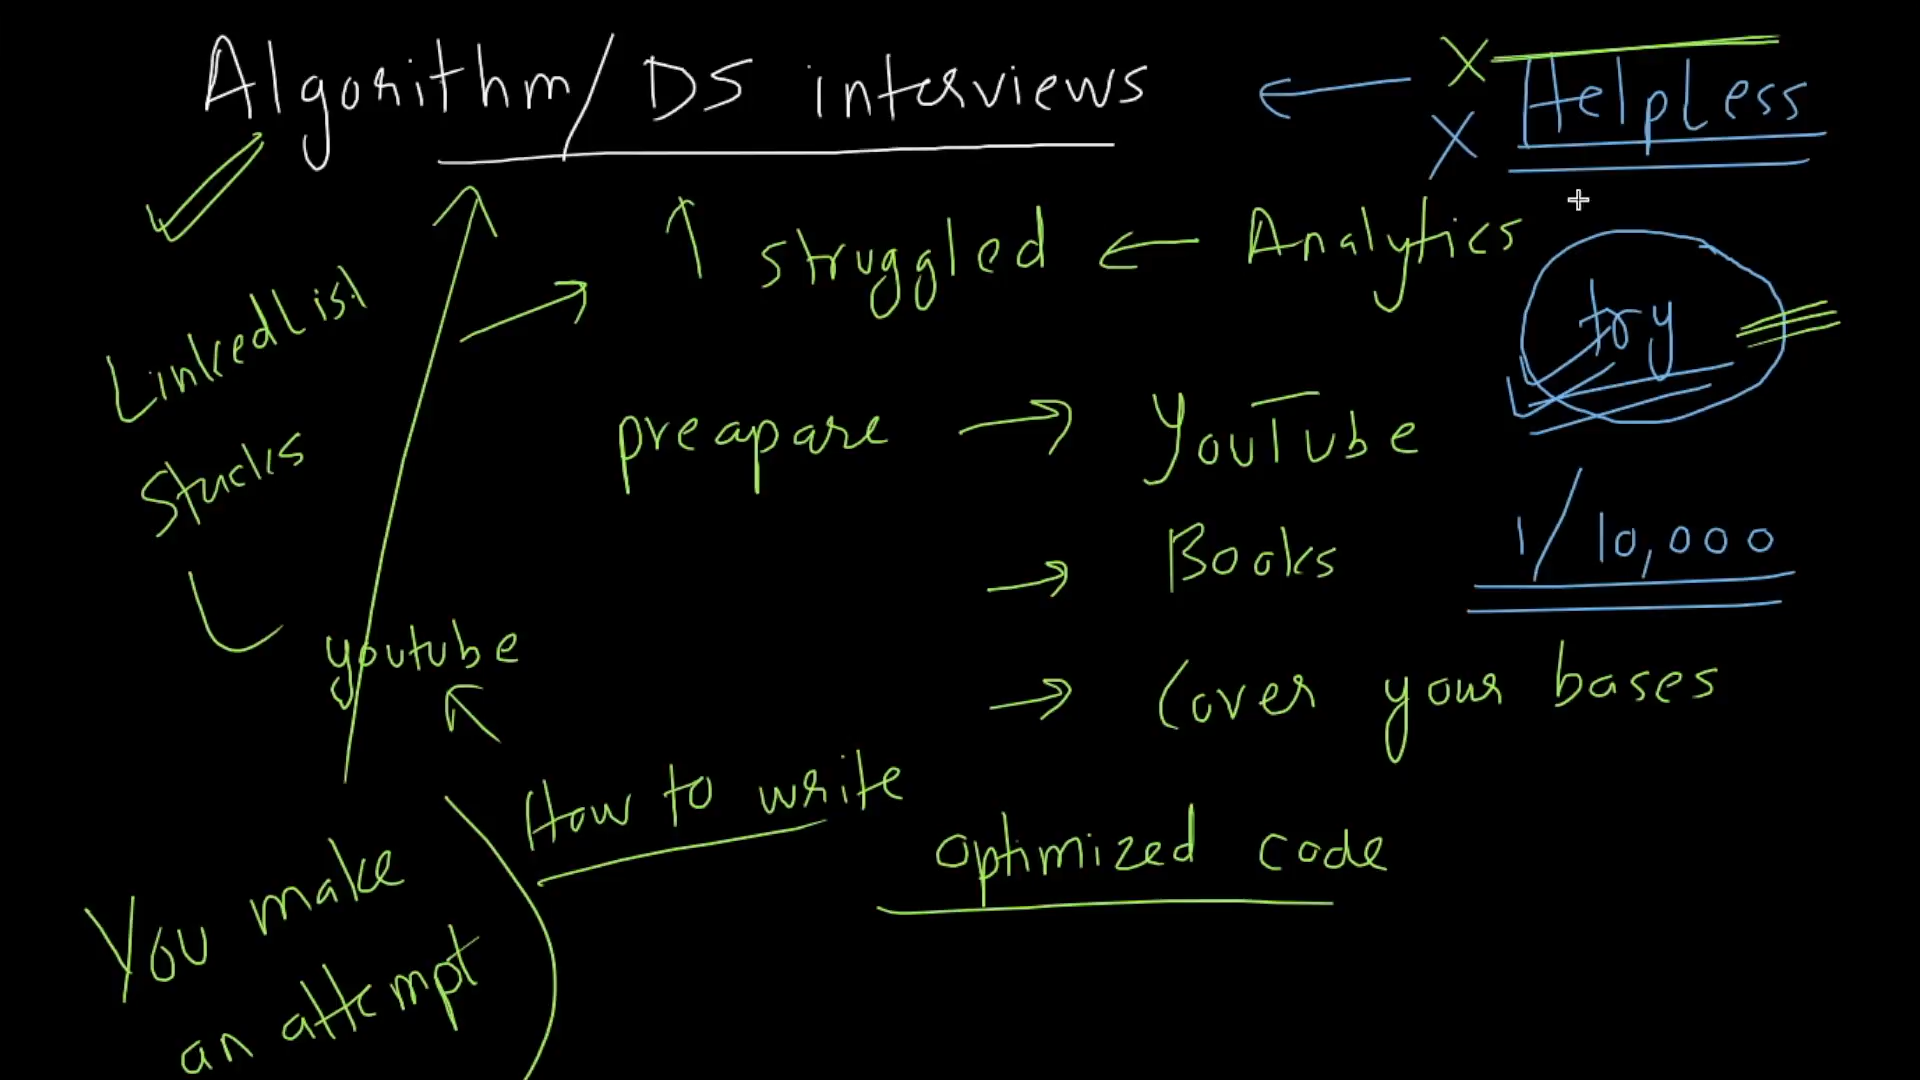 Algorithm/DS interviews
Helpless
struggled ← Analytics
LinkedList
try
preapare → YouTube
Stacks
1/10,000
→ Books
youtube
→ Cover your bases
How to write
optimized code
You make
an attempt